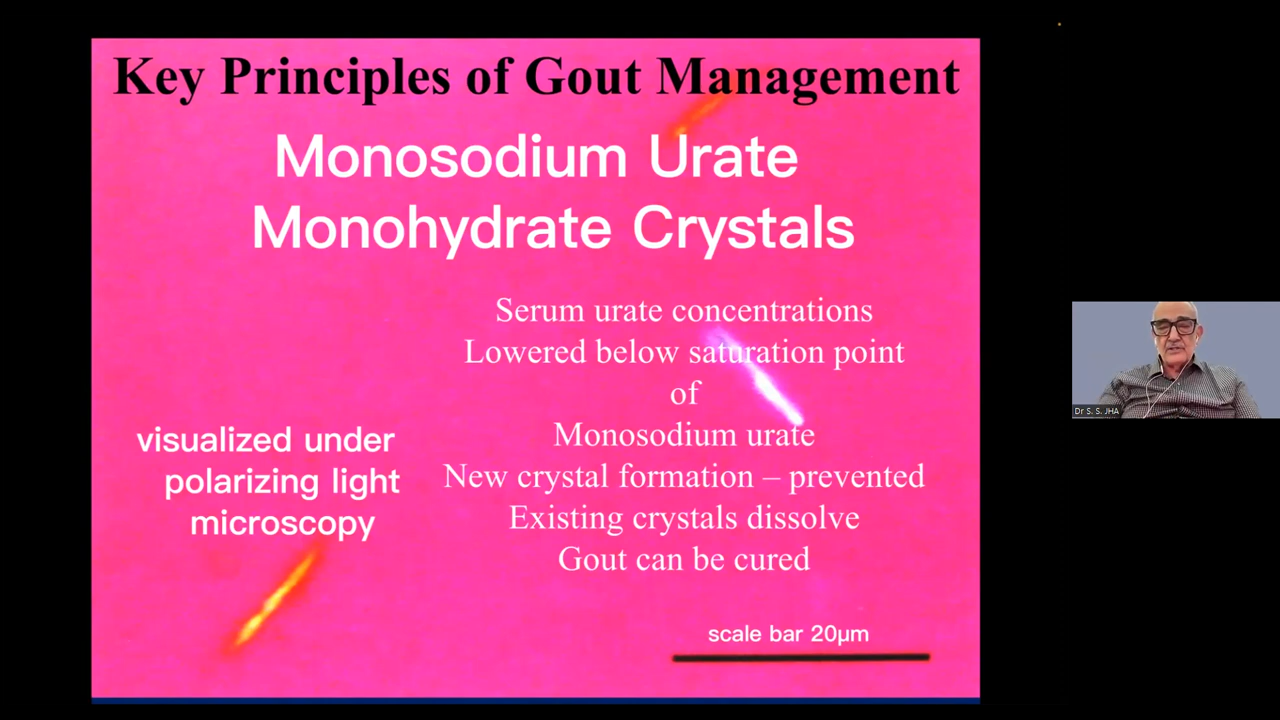 Key Principles of Gout Management
Monosodium Urate
Monohydrate Crystals
Serum urate concentrations
Lowered below saturation point
of
Monosodium urate
New crystal formation – prevented
Existing crystals dissolve
Gout can be cured
visualized under
polarizing light
microscopy
scale bar 20µm
Dr S. S. JHA